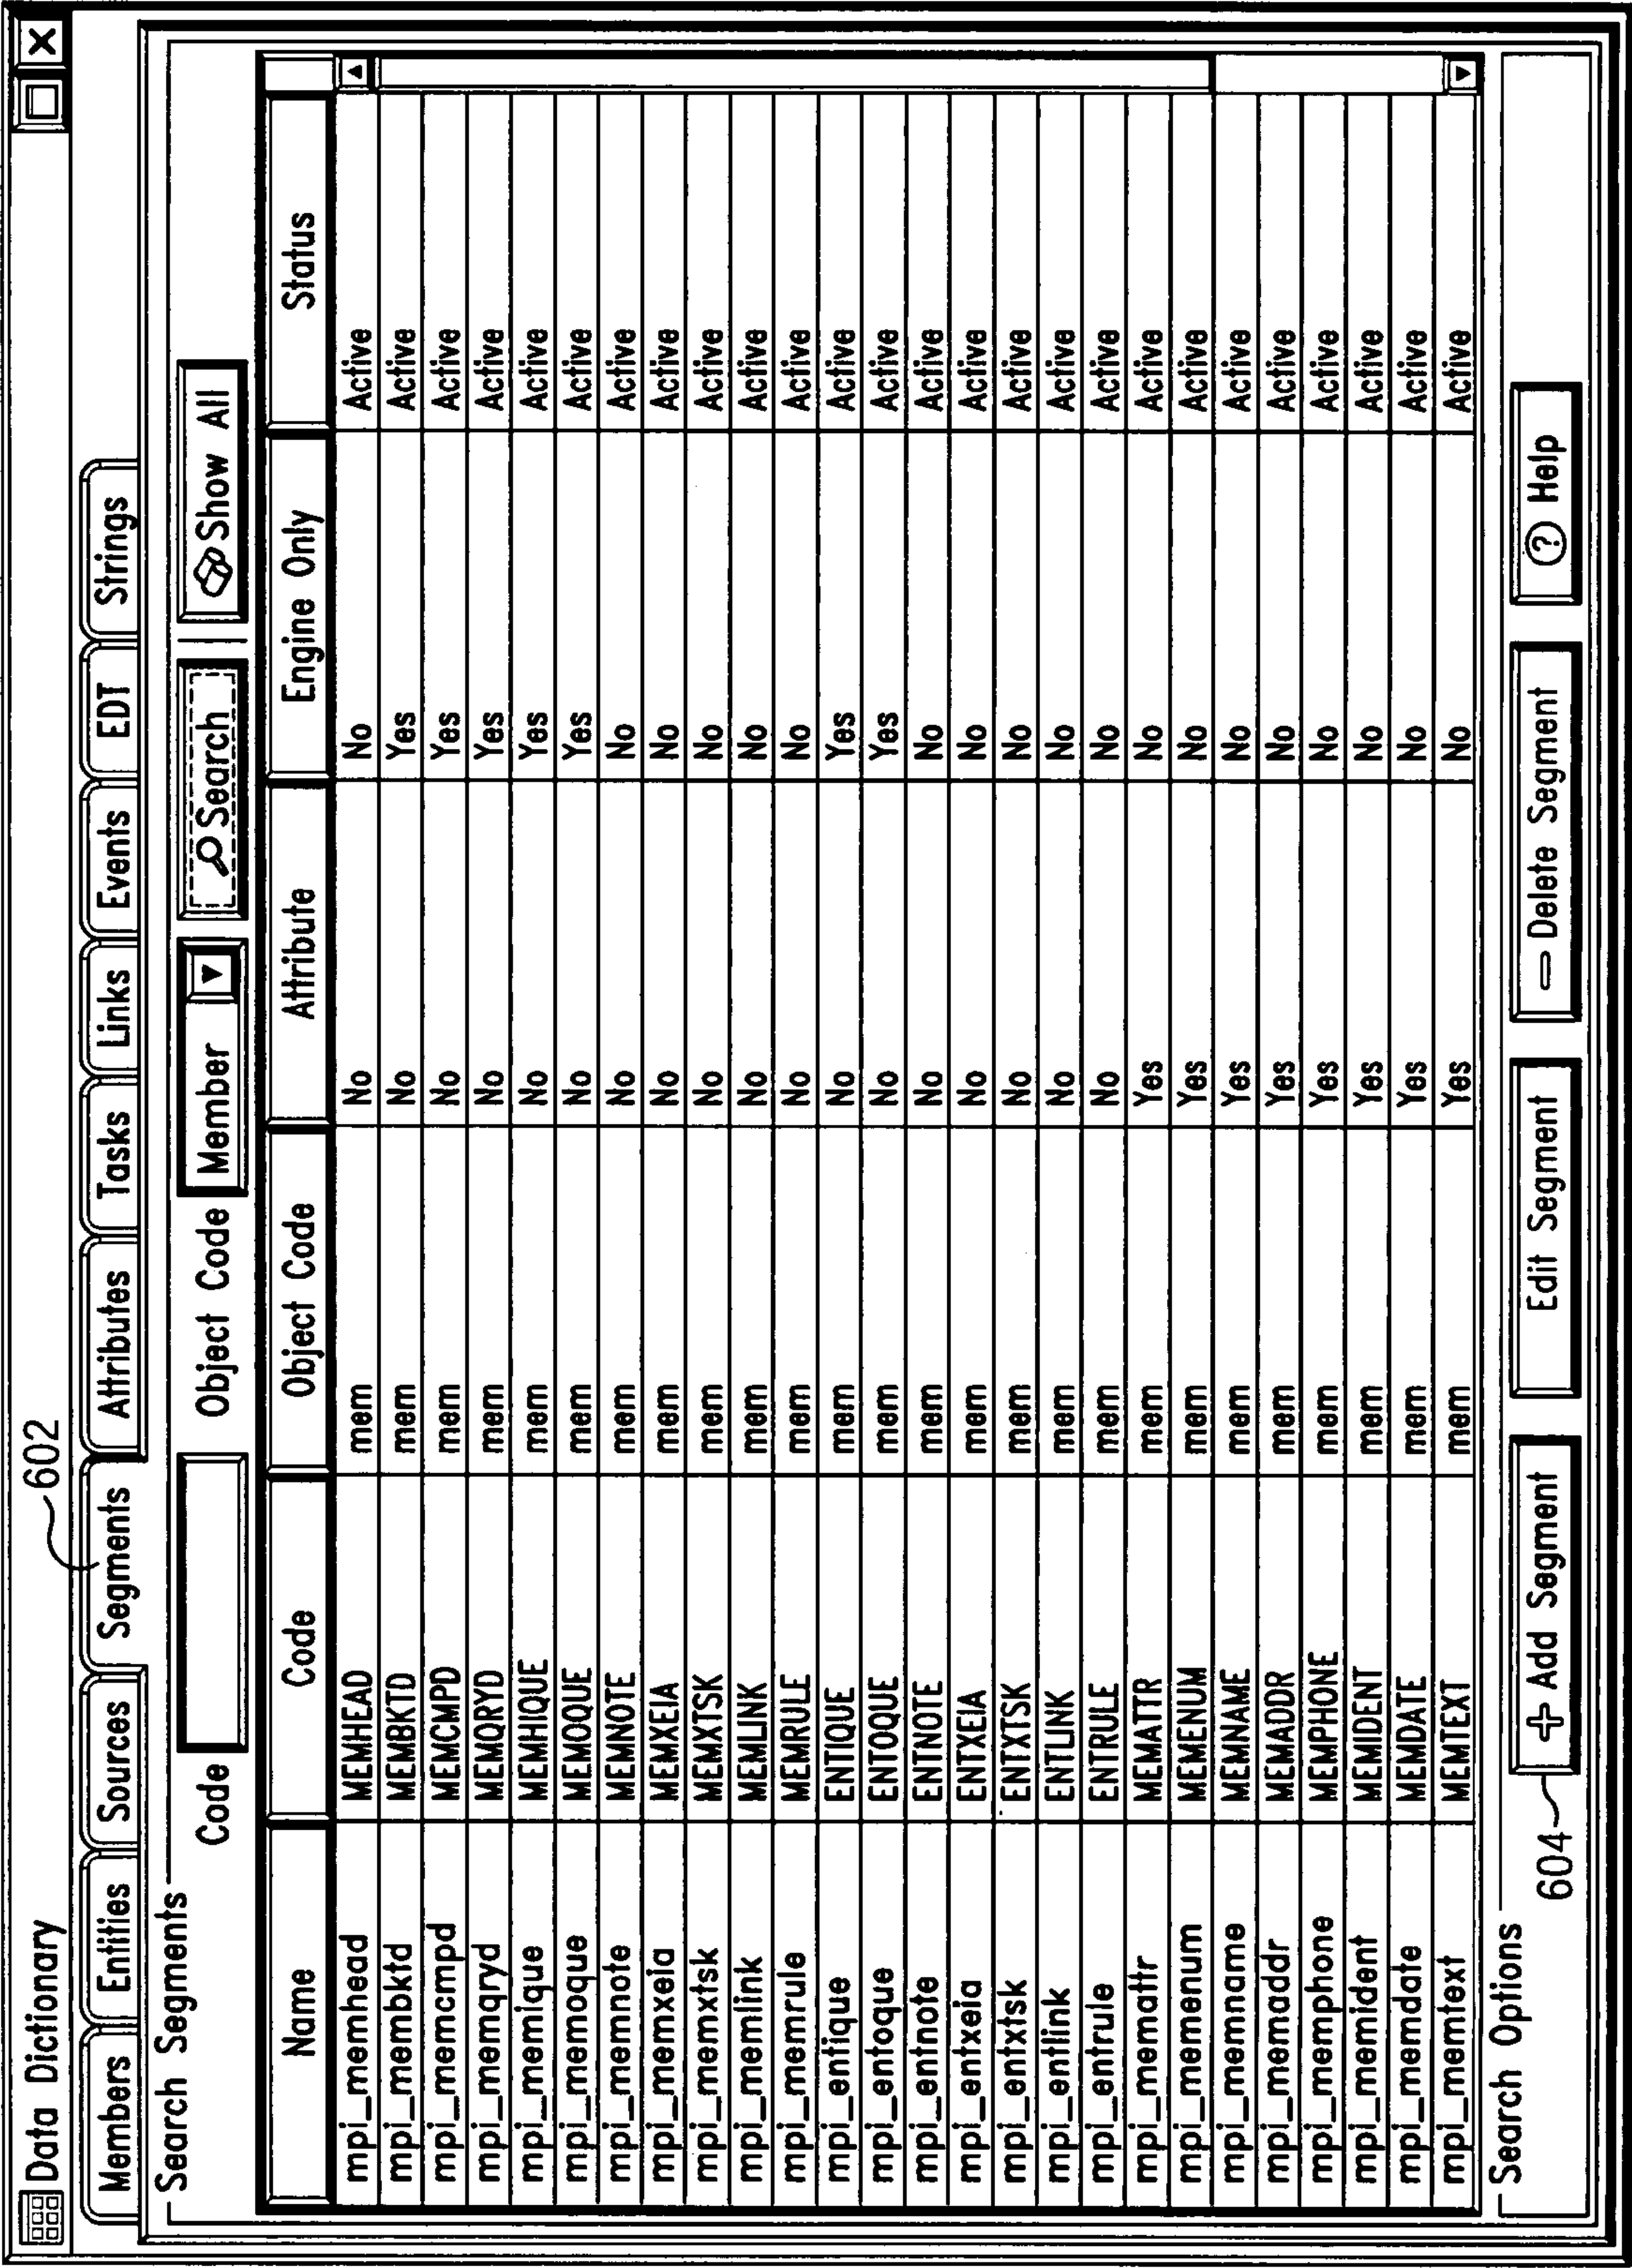 Data Dictionary
602
Members Entities Sources Segments Attributes Tasks Links Events EDT Strings
Search Segments
Code Object Code Member Search Show All
Name Code Object Code Attribute Engine Only Status
mpi_memhead MEMHEAD mem No No Active
mpi_membktd MEMBKTD mem No Yes Active
mpi_memcmpd MEMCMPD mem No Yes Active
mpi_memqryd MEMQRYD mem No Yes Active
mpi_memique MEMHIQUE mem No Yes Active
mpi_memoque MEMOQUE mem No Yes Active
mpi_memnote MEMNOTE mem No No Active
mpi_memxeia MEMXEIA mem No No Active
mpi_memxtsk MEMXTSK mem No No Active
mpi_memlink MEMLINK mem No No Active
mpi_memrule MEMRULE mem No No Active
mpi_entique ENTIQUE mem No Yes Active
mpi_entoque ENTOQUE mem No Yes Active
mpi_entnote ENTNOTE mem No No Active
mpi_entxeia ENTXEIA mem No No Active
mpi_entxtsk ENTXTSK mem No No Active
mpi_entlink ENTLINK mem No No Active
mpi_entrule ENTRULE mem No No Active
mpi_memattr MEMATTR mem Yes No Active
mpi_memenum MEMENUM mem Yes No Active
mpi_memname MEMNAME mem Yes No Active
mpi_memaddr MEMADDR mem Yes No Active
mpi_memphone MEMPHONE mem Yes No Active
mpi_memident MEMIDENT mem Yes No Active
mpi_memdate MEMDATE mem Yes No Active
mpi_memtext MEMTEXT mem Yes No Active
Search Options
604 Add Segment Edit Segment Delete Segment ? Help